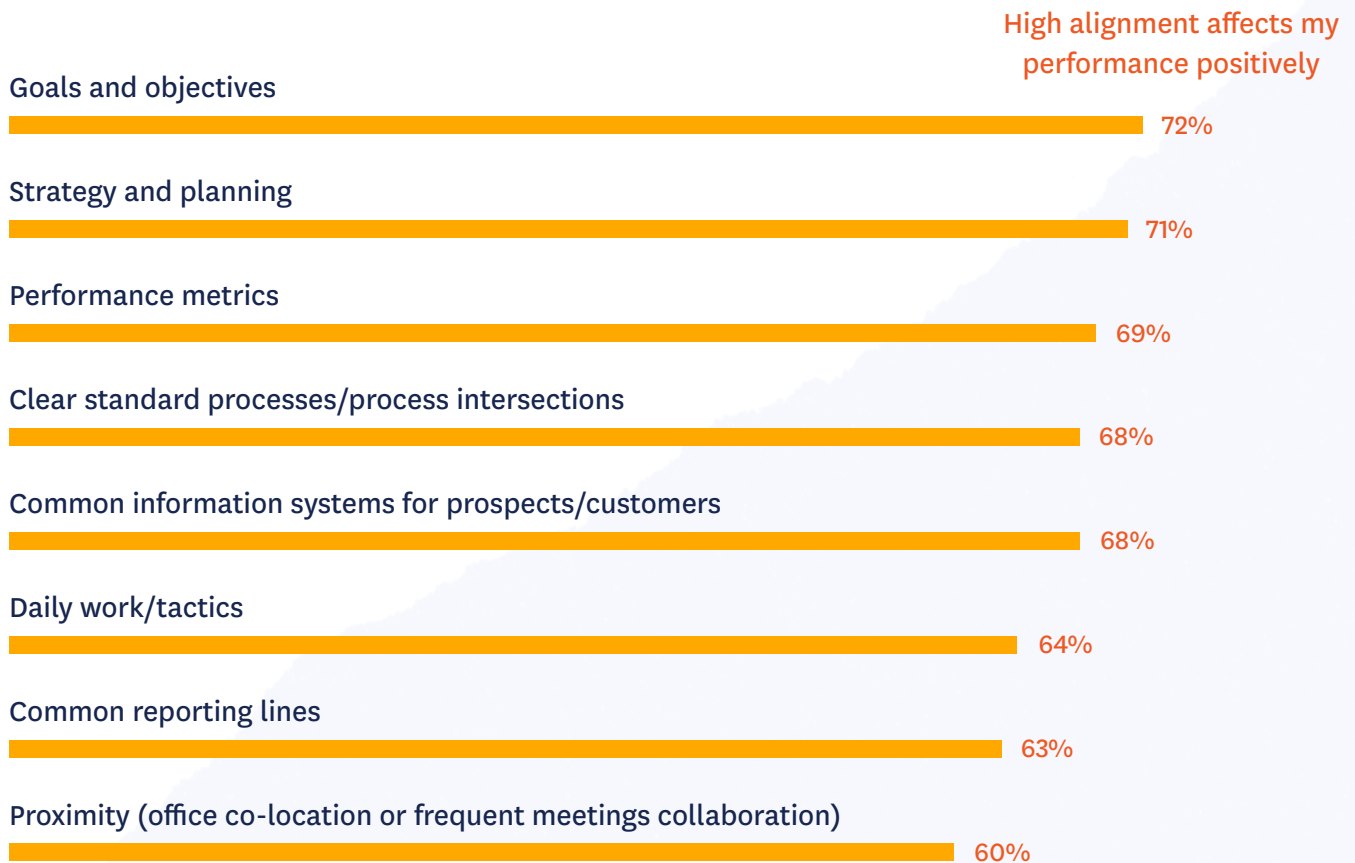 High alignment affects my
performance positively
Goals and objectives
72%
Strategy and planning
71%
Performance metrics
69%
Clear standard processes/process intersections
68%
Common information systems for prospects/customers
68%
Daily work/tactics
64%
Common reporting lines
63%
Proximity (office co-location or frequent meetings collaboration)
60%